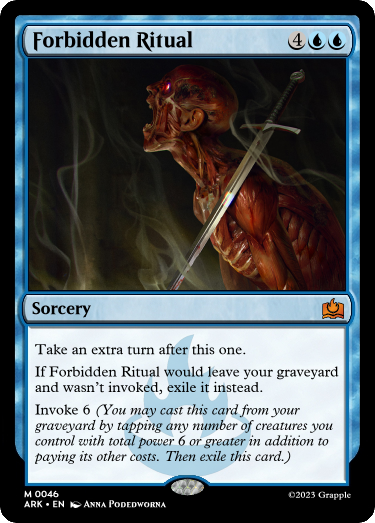 Forbidden Ritual 4
Sorcery
Take an extra turn after this one.
If Forbidden Ritual would leave your graveyard
and wasn't invoked, exile it instead.
Invoke 6 (You may cast this card from your
graveyard by tapping any number of creatures you
control with total power 6 or greater in addition to
paying its other costs. Then exile this card.)
M 0046
ARK • EN Anna Podedworna
©2023 Grapple